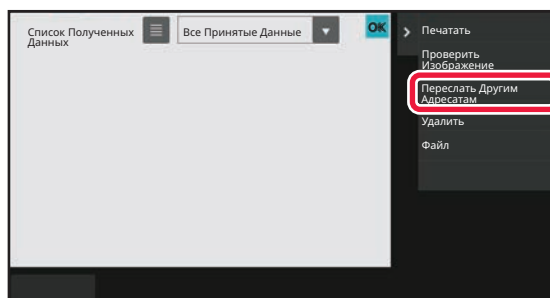 Список Полученных
Данных
Все Принятые Данные
OK
Печатать
Проверить
Изображение
Переслать Другим
Адресатам
Удалить
Файл